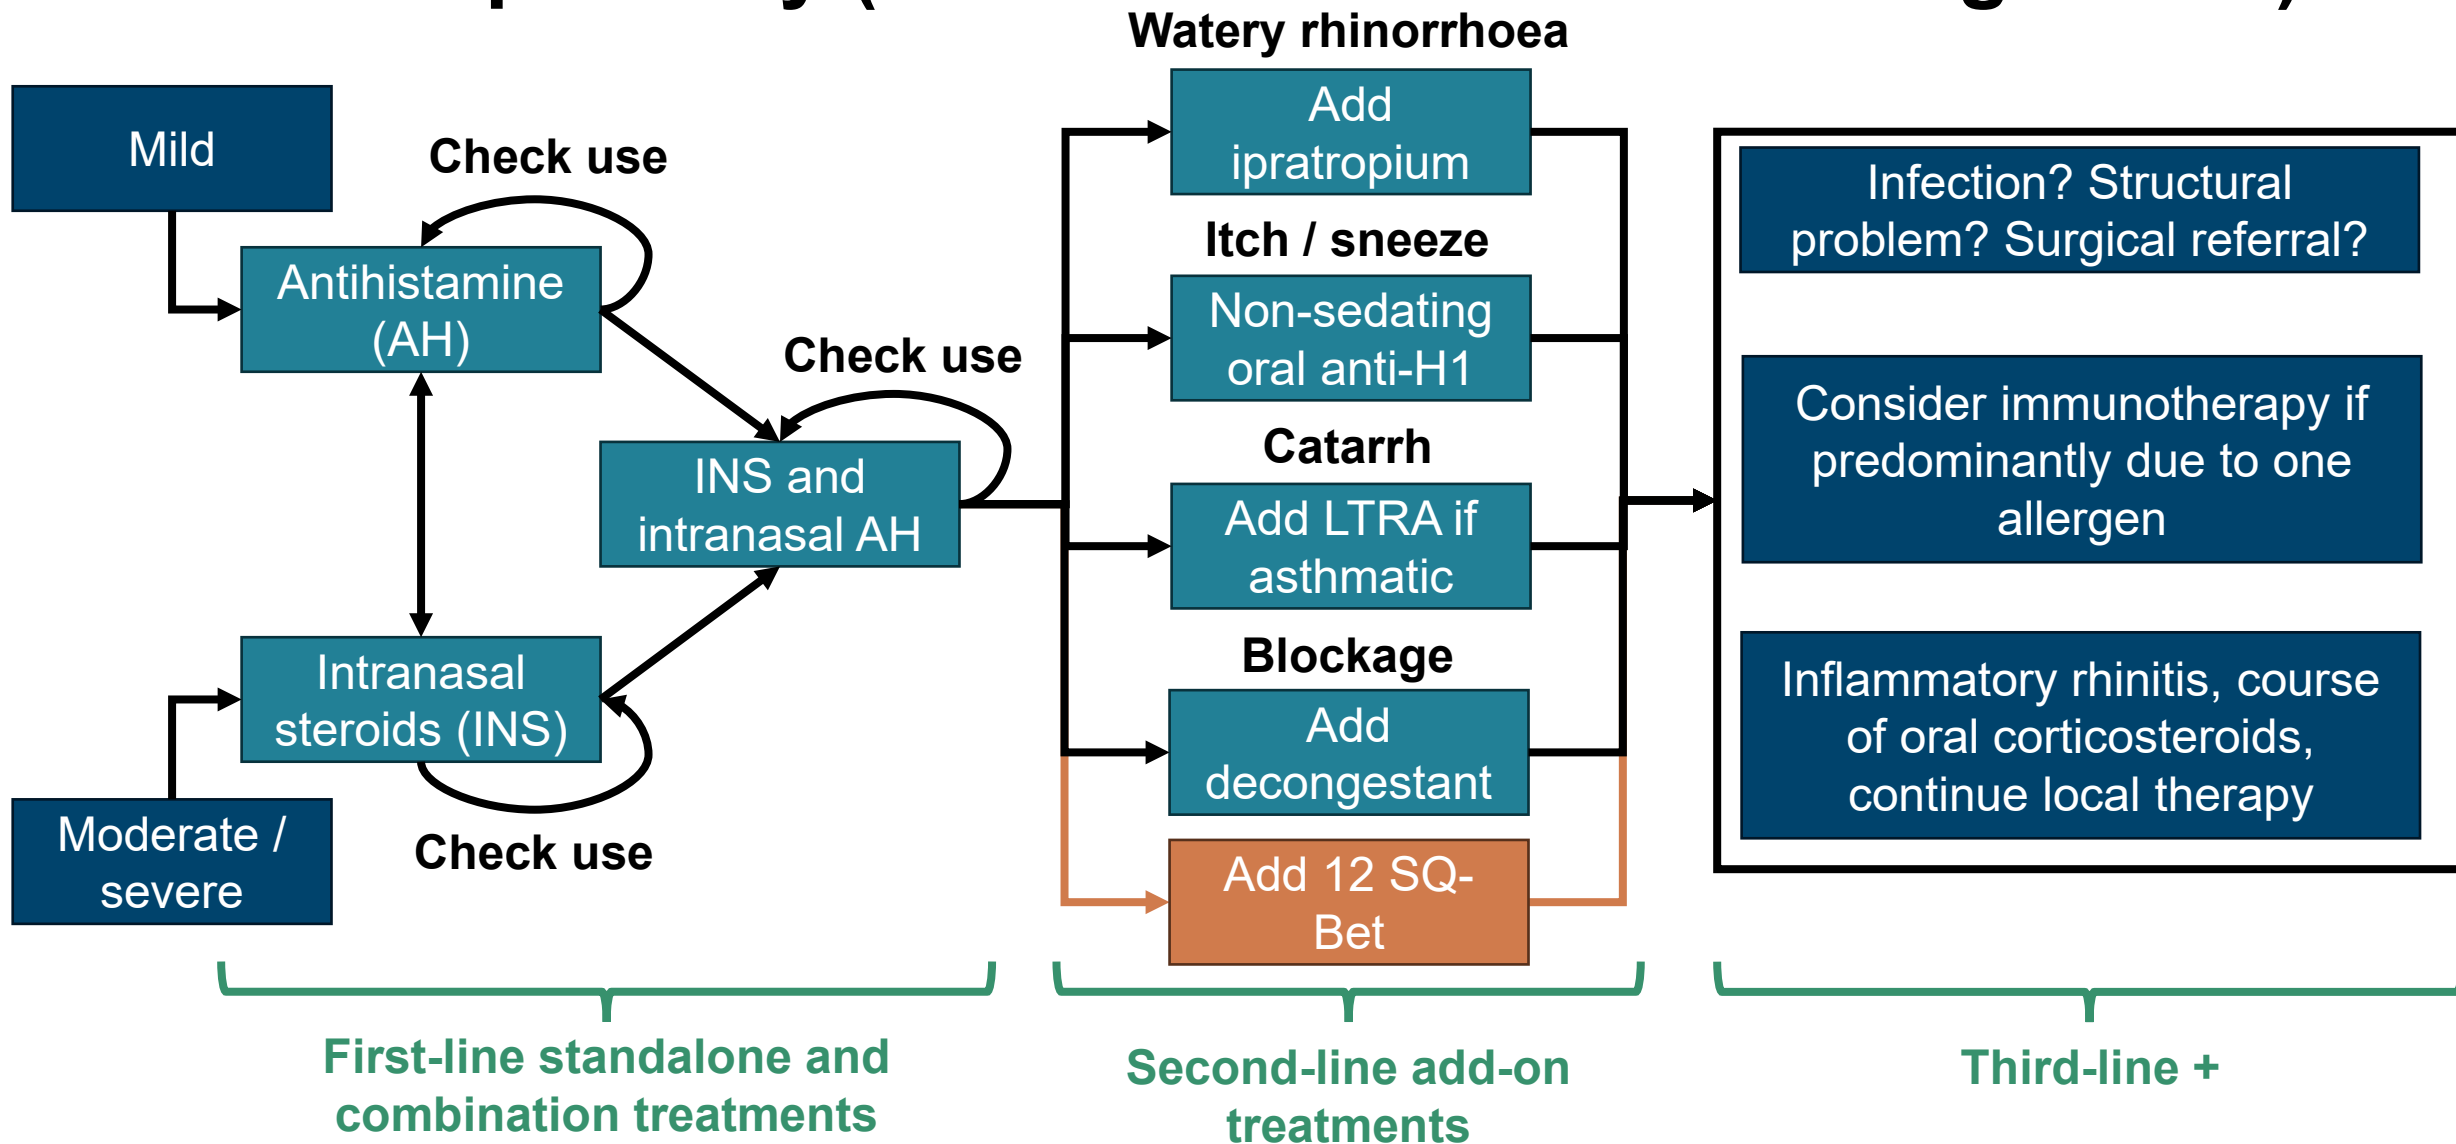 Watery rhinorrhoea
Mild
Check use
Antihistamine
(AH)
Check use
INS and
intranasal AH
Intranasal
steroids (INS)
Check use
Moderate /
severe
Add
ipratropium
Itch / sneeze
Non-sedating
oral anti-H1
Catarrh
Add LTRA if
asthmatic
Blockage
Add
decongestant
Add 12 SQ-
Bet
Infection? Structural
problem? Surgical referral?
Consider immunotherapy if
predominantly due to one
allergen
Inflammatory rhinitis, course
of oral corticosteroids,
continue local therapy
First-line standalone and
combination treatments
Second-line add-on
treatments
Third-line +